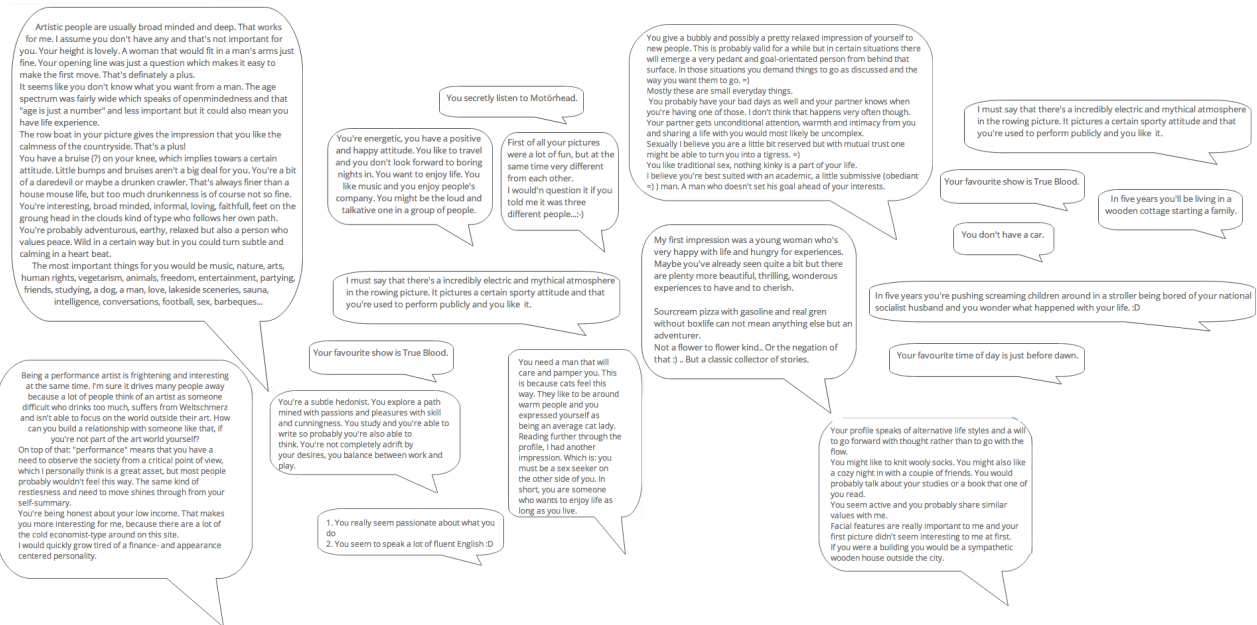 Artistic people are usually broad minded and deep. That works
for me. I assume you don't have any and that's not important for
you. Your height is lovely. A woman that would fit in a man's arms just
fine. Your opening line was just a question which makes it easy to
make the first move. That's definately a plus.
It seems like you don't know what you want from a man. The age
spectrum was fairly wide which speaks of openmindedness and that
"age is just a number" and less important but it could also mean you
have life experience.
The row boat in your picture gives the impression that you like the
calmness of the countryside. That's a plus!
You have a bruise (?) on your knee, which implies towars a certain
attitude. Little bumps and bruises aren't a big deal for you. You're a bit
of a daredevil or maybe a drunken crawler. That's always finer than a
house mouse life, but too much drunkenness is of course not so fine.
You're interesting, broad minded, informal, loving, faithfull, feet on the
groung head in the clouds kind of type who follows her own path.
You're probably adventurous, earthy, relaxed but also a person who
values peace. Wild in a certain way but in you could turn subtle and
calming in a heart beat.
The most important things for you would be music, nature, arts,
human rights, vegetarism, animals, freedom, entertainment, partying,
friends, studying, a dog, a man, love, lakeside sceneries, sauna,
intelligence, conversations, football, sex, barbeques...
Being a performance artist is frightening and interesting
at the same time. I'm sure it drives many people away
because a lot of people think of an artist as someone
difficult who drinks too much, suffers from Weltschmerz
and isn't able to focus on the world outside their art. How
can you build a relationship with someone like that, if
you're not part of the art world yourself?
On top of that: "performance" means that you have a
need to observe the society from a critical point of view,
which I personally think is a great asset, but most people
probably wouldn't feel this way. The same kind of
restlesness and need to move shines through from your
self-summary.
You're being honest about your low income. That makes
you more interesting for me, because there are a lot of
the cold economist-type around on this site.
I would quickly grow tired of a finance- and appearance
centered personality.
You secretly listen to Motörhead.
You're energetic, you have a positive
and happy attitude. You like to travel
and you don't look forward to boring
nights in. You want to enjoy life. You
like music and you enjoy people's
company. You might be the loud and
talkative one in a group of people.
First of all your pictures
were a lot of fun, but at the
same time very different
from each other.
I would'n question it if you
told me it was three
different people...:-)
I must say that there's a incredibly electric and mythical atmosphere
in the rowing picture. It pictures a certain sporty attitude and that
you're used to perform publicly and you like it.
Your favourite show is True Blood.
You're a subtle hedonist. You explore a path
mined with passions and pleasures with skill
and cunningness. You study and you're able to
write so probably you're also able to
think. You're not completely adrift by
your desires, you balance between work and
play.
1. You really seem passionate about what you
do
2. You seem to speak a lot of fluent English :D
You need a man that will
care and pamper you. This
is because cats feel this
way. They like to be around
warm people and you
expressed yourself as
being an average cat lady.
Reading further through the
profile, I had another
impression. Which is: you
must be a sex seeker on
the other side of you. In
short, you are someone
who wants to enjoy life as
long as you live.
You give a bubbly and possibly a pretty relaxed impression of yourself to
new people. This is probably valid for a while but in certain situations there
will emerge a very pedant and goal-orientated person from behind that
surface. In those situations you demand things to go as discussed and the
way you want them to go. =)
Mostly these are small everyday things.
You probably have your bad days as well and your partner knows when
you're having one of those. I don't think that happens very often though.
Your partner gets unconditional attention, warmth and intimacy from you
and sharing a life with you would most likely be uncomplex.
Sexually I believe you are a little bit reserved but with mutual trust one
might be able to turn you into a tigress. =)
You like traditional sex, nothing kinky is a part of your life.
I believe you're best suited with an academic, a little submissive (obediant
=) ) man. A man who doesn't set his goal ahead of your interests.
My first impression was a young woman who's
very happy with life and hungry for experiences.
Maybe you've already seen quite a bit but there
are plenty more beautiful, thrilling, wonderous
experiences to have and to cherish.
Sourcream pizza with gasoline and real gren
without boxlife can not mean anything else but an
adventurer.
Not a flower to flower kind.. Or the negation of
that :) .. But a classic collector of stories.
I must say that there's a incredibly electric and mythical atmosphere
in the rowing picture. It pictures a certain sporty attitude and that
you're used to perform publicly and you like it.
Your favourite show is True Blood.
In five years you'll be living in a
wooden cottage starting a family.
You don't have a car.
In five years you're pushing screaming children around in a stroller being bored of your national
socialist husband and you wonder what happened with your life. :D
Your favourite time of day is just before dawn.
Your profile speaks of alternative life styles and a will
to go forward with thought rather than to go with the
flow.
You might like to knit wooly socks. You might also like
a cozy night in with a couple of friends. You would
probably talk about your studies or a book that one of
you read.
You seem active and you probably share similar
values with me.
Facial features are really important to me and your
first picture didn't seem interesting to me at first.
If you were a building you would be a sympathetic
wooden house outside the city.